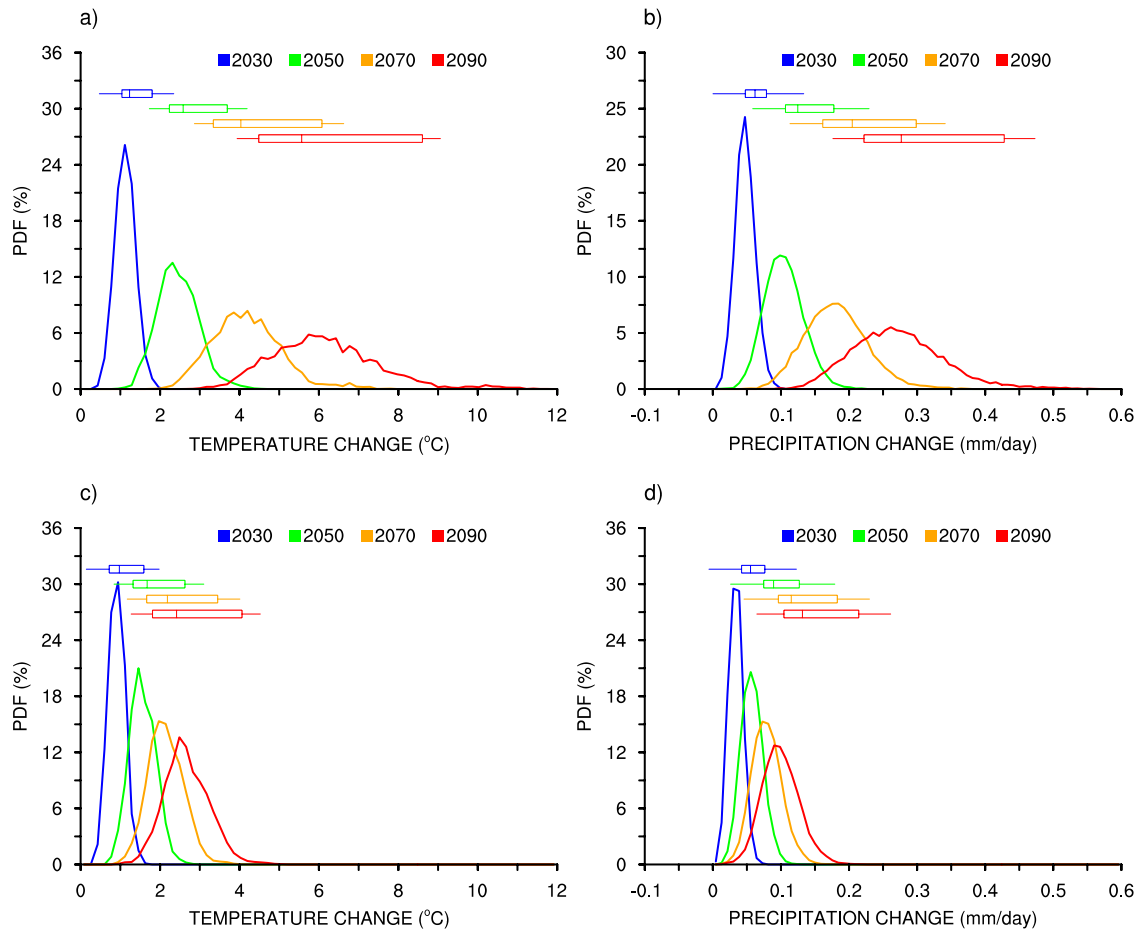 a)
36
30
24
18
12
6
0
PDF (%)
2030 2050 2070 2090
0 2 4 6 8 10 12
TEMPERATURE CHANGE (°C)
b)
30
25
20
15
10
5
0
PDF (%)
2030 2050 2070 2090
-0.1 0 0.1 0.2 0.3 0.4 0.5 0.6
PRECIPITATION CHANGE (mm/day)
c)
36
30
24
18
12
6
0
PDF (%)
2030 2050 2070 2090
0 2 4 6 8 10 12
TEMPERATURE CHANGE (°C)
d)
36
30
24
18
12
6
0
PDF (%)
2030 2050 2070 2090
-0.1 0 0.1 0.2 0.3 0.4 0.5 0.6
PRECIPITATION CHANGE (mm/day)